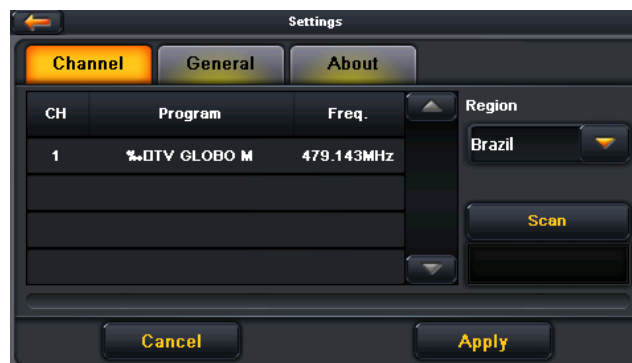 Settings
Channel General About
CH Program Freq.
1 ‰□TV GLOBO M 479.143MHz
Region
Brazil
Scan
Cancel Apply